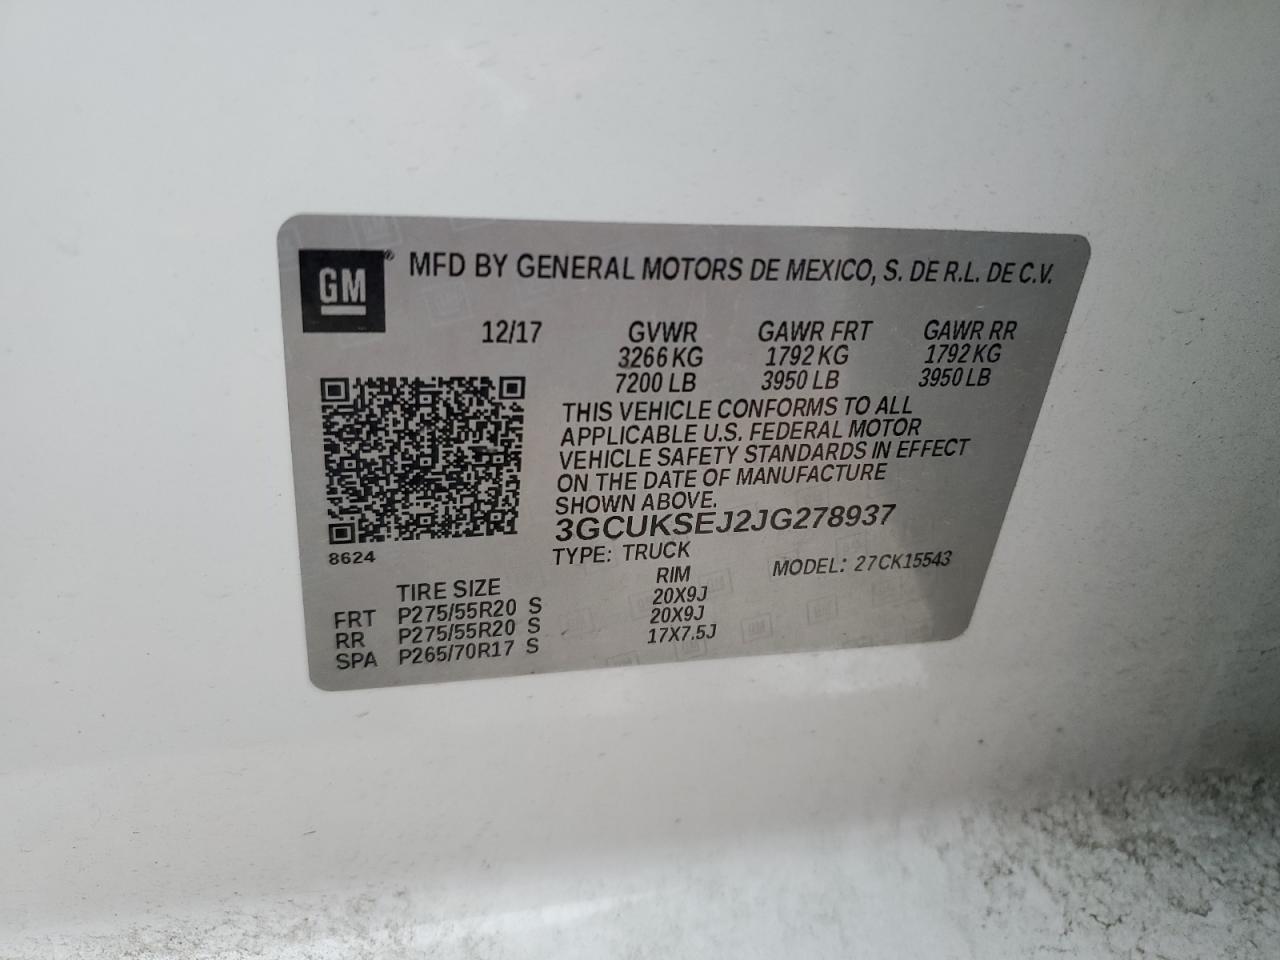 GM® MFD BY GENERAL MOTORS DE MEXICO, S. DE R.L. DE C.V.
12/17 GVWR GAWR FRT GAWR RR
3266 KG 1792 KG 1792 KG
7200 LB 3950 LB 3950 LB
THIS VEHICLE CONFORMS TO ALL
APPLICABLE U.S. FEDERAL MOTOR
VEHICLE SAFETY STANDARDS IN EFFECT
ON THE DATE OF MANUFACTURE
SHOWN ABOVE.
3GCUKSEJ2JG278937
8624 TYPE: TRUCK MODEL: 27CK15543
TIRE SIZE RIM
FRT P275/55R20 S 20X9J
RR P275/55R20 S 20X9J
SPA P265/70R17 S 17X7.5J